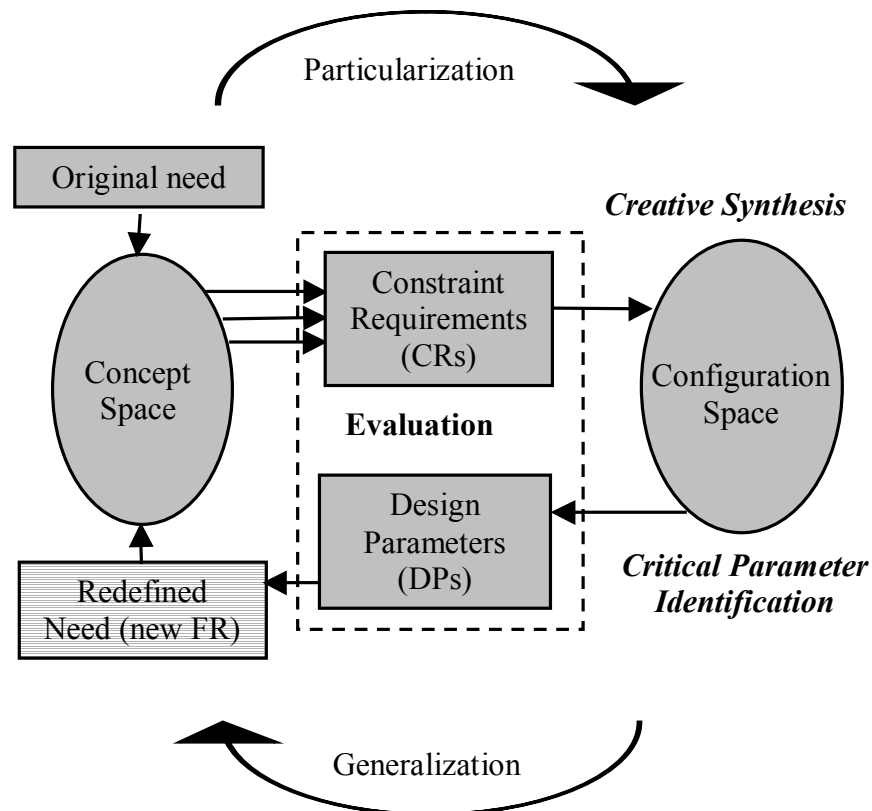 Particularization
Original need
Creative Synthesis
Constraint
Requirements
(CRs)
Concept
Space
Configuration
Space
Evaluation
Design
Parameters
(DPs)
Redefined
Need (new FR)
Critical Parameter
Identification
Generalization